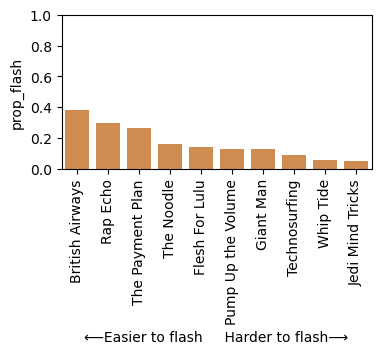 prop_flash
1.0
0.8
0.6
0.4
0.2
0.0
British Airways
Rap Echo
The Payment Plan
The Noodle
Flesh For Lulu
Pump Up the Volume
Giant Man
Technosurfing
Whip Tide
Jedi Mind Tricks
⟵Easier to flash     Harder to flash⟶